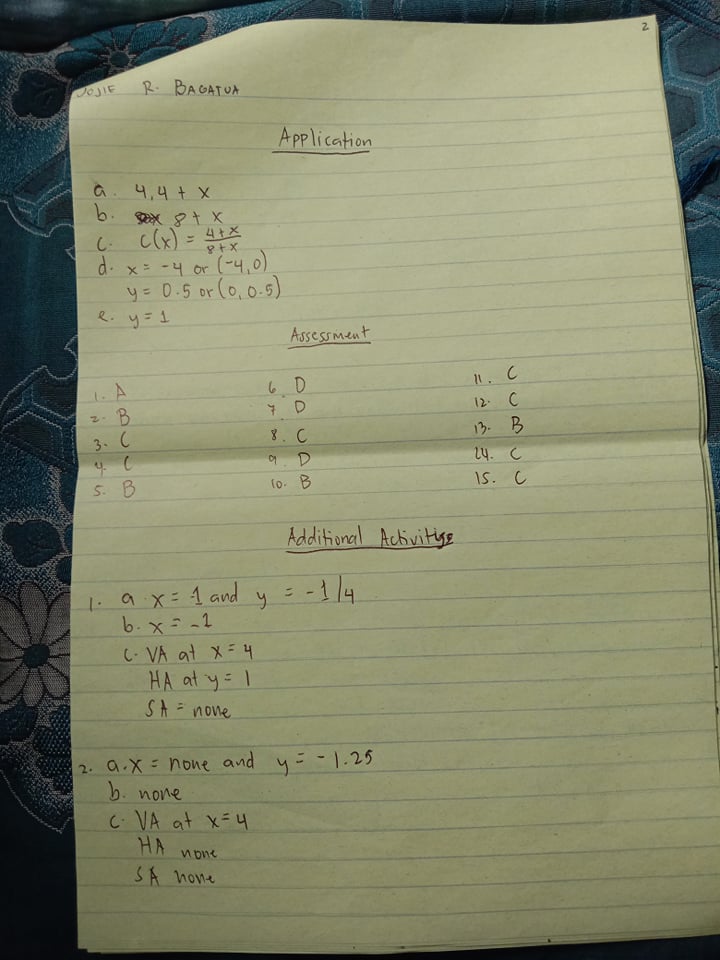 2
JOJIE R. BAGATUA
Application
a. 4, 4 + x
b. 8 + x
c. C(x) = 4+x / 8+x
d. x = -4 or (-4, 0)
y = 0.5 or (0, 0.5)
e. y = 1
Assessment
1. A
2. B
3. C
4. C
5. B
6. D
7. D
8. C
9. D
10. B
11. C
12. C
13. B
14. C
15. C
Additional Activities
1. a. x = -1 and y = -1/4
b. x = -1
c. VA at x = 4
HA at y = 1
SA = none
2. a. x = none and y = -1.25
b. none
c. VA at x = 4
HA none
SA none